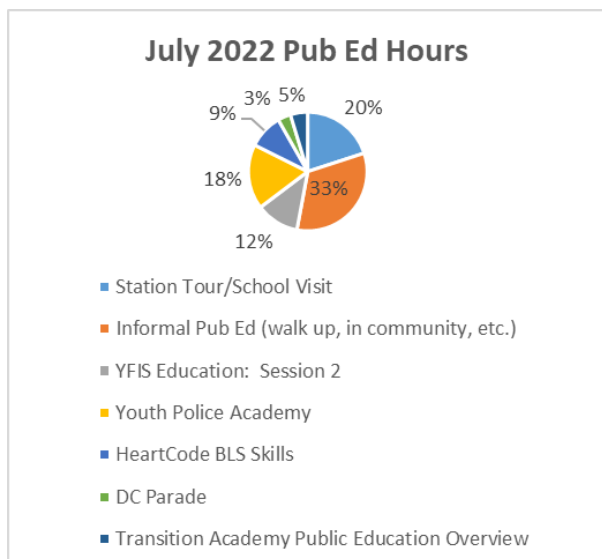 July 2022 Pub Ed Hours
3% 5%
9% 20%
18% 33%
12%
Station Tour/School Visit
Informal Pub Ed (walk up, in community, etc.)
YFIS Education: Session 2
Youth Police Academy
HeartCode BLS Skills
DC Parade
Transition Academy Public Education Overview